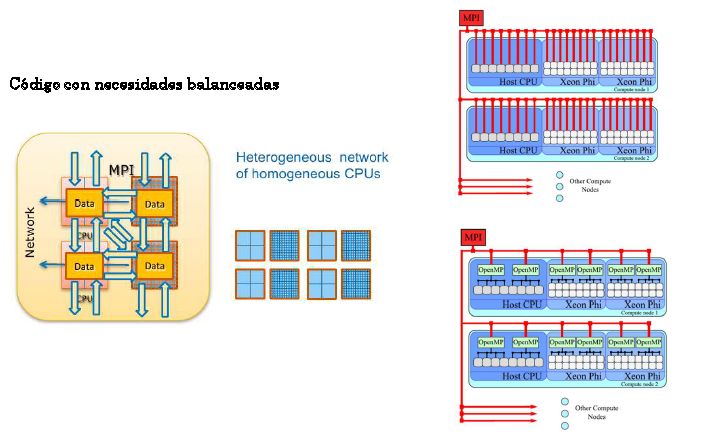 Código con necesidades balanceadas
MPI
Network
Data
Data
CPU
Data
Data
CPU
Heterogeneous network
of homogeneous CPUs
MPI
Host CPU
Xeon Phi
Xeon Phi
Compute node 1
Host CPU
Xeon Phi
Xeon Phi
Compute node 2
Other Compute
Nodes
MPI
OpenMP
OpenMP
OpenMP
OpenMP
OpenMP
OpenMP
Host CPU
Xeon Phi
Xeon Phi
Compute node 1
OpenMP
OpenMP
OpenMP
OpenMP
OpenMP
OpenMP
Host CPU
Xeon Phi
Xeon Phi
Compute node 2
Other Compute
Nodes